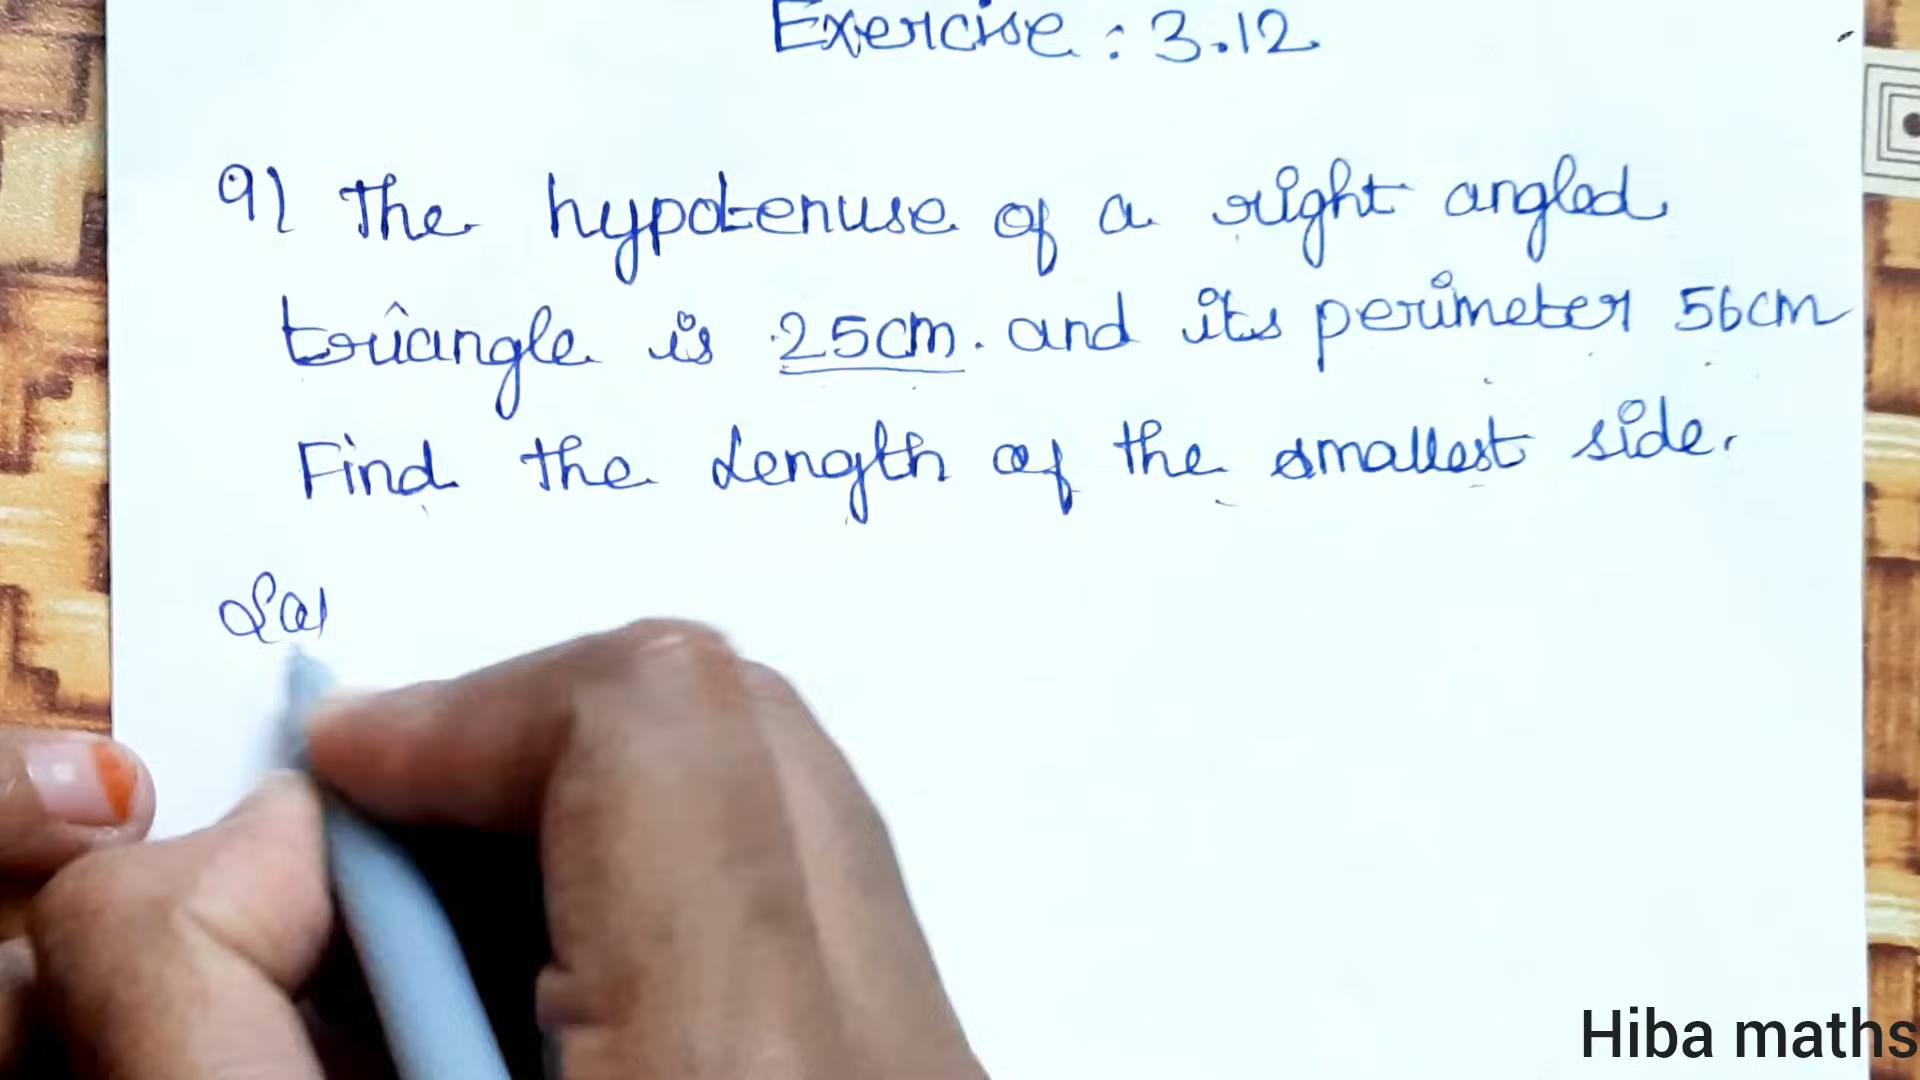 Exercise : 3.12
9) The hypotenuse of a right angled
triangle is 25cm. and its perimeter 56cm
Find the Length of the smallest side.
Sol
Hiba maths